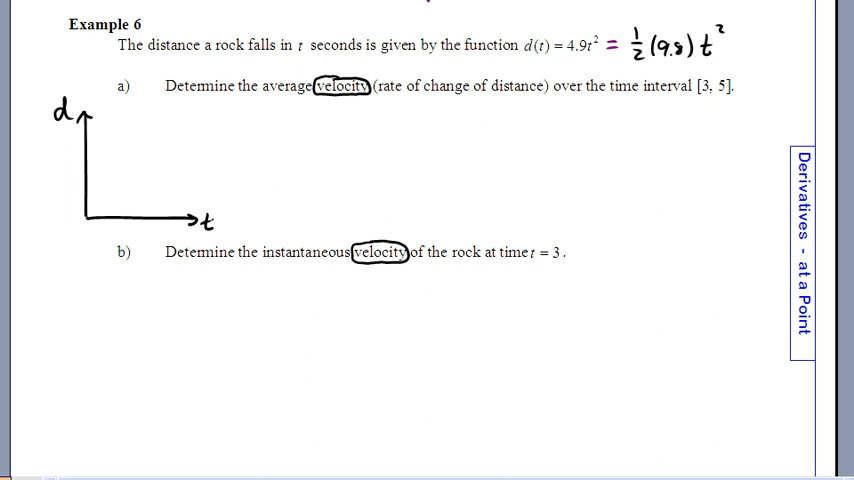 Example 6
The distance a rock falls in t seconds is given by the function d(t) = 4.9t² = 1/2 (9.8) t²
a) Determine the average velocity (rate of change of distance) over the time interval [3, 5].
d
t
b) Determine the instantaneous velocity of the rock at time t = 3.
Derivatives - at a Point